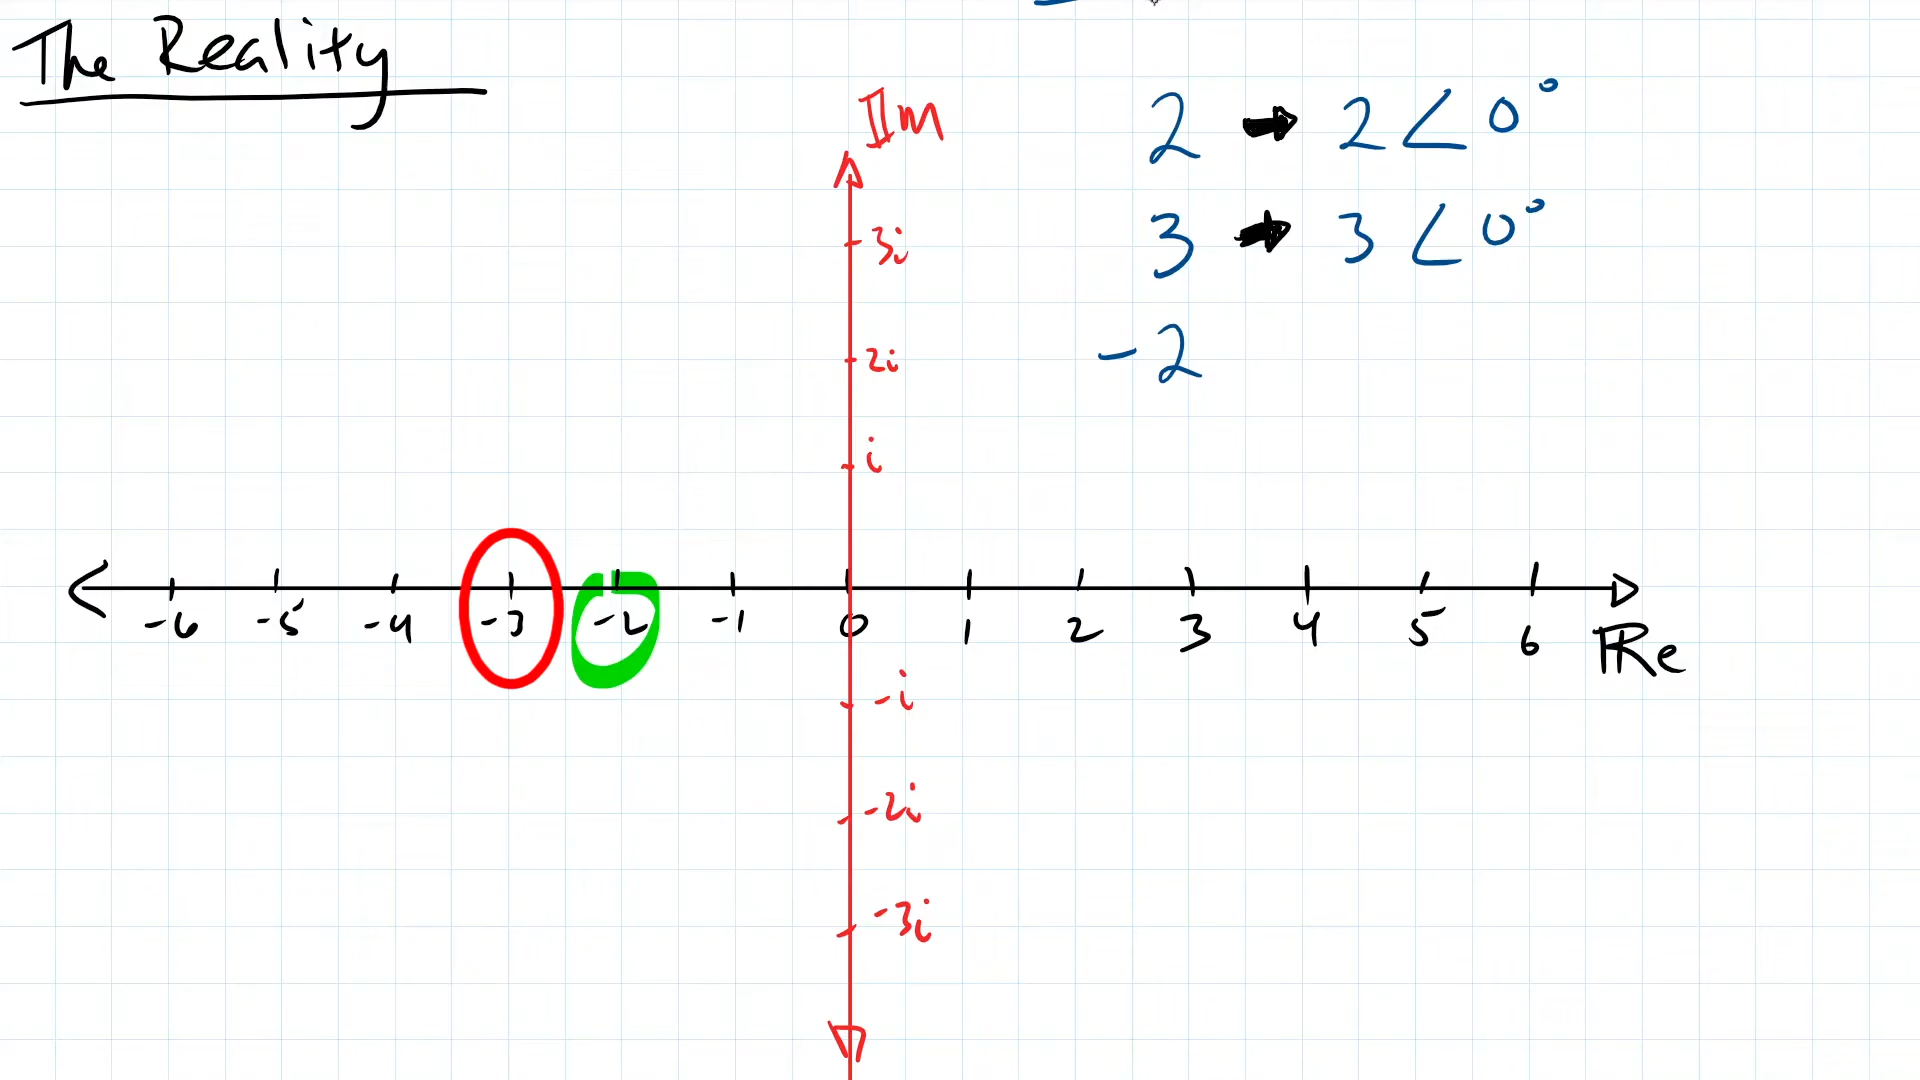 The Reality
Im
2 → 2∠0°
3i
3 → 3∠0°
2i
-2
i
-6 -5 -4 -3 -2 -1 0 1 2 3 4 5 6
Re
-i
-2i
-3i